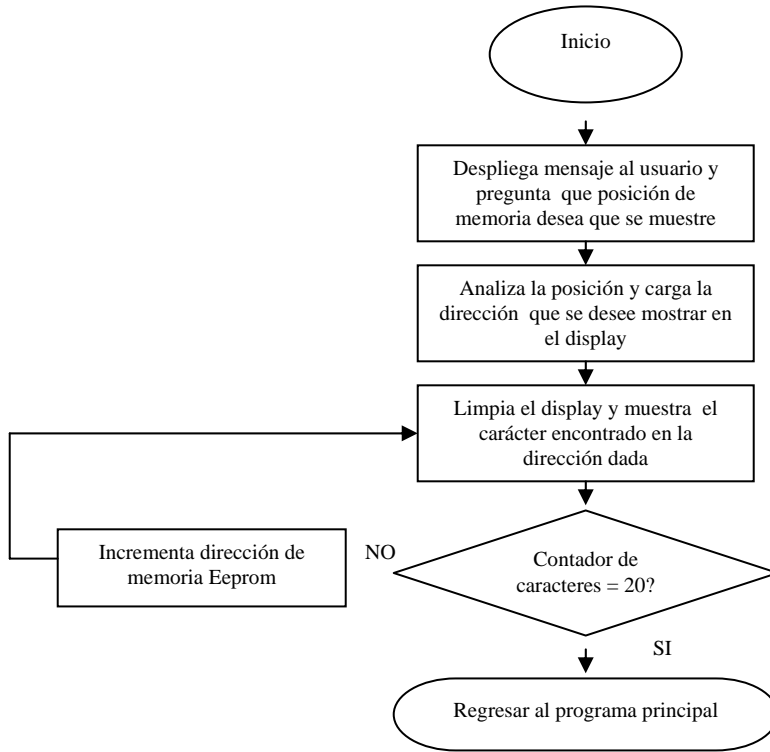 Inicio
Despliega mensaje al usuario y
pregunta que posición de
memoria desea que se muestre
Analiza la posición y carga la
dirección que se desee mostrar en
el display
Limpia el display y muestra el
carácter encontrado en la
dirección dada
Incrementa dirección de
memoria Eeprom
NO
Contador de
caracteres = 20?
SI
Regresar al programa principal